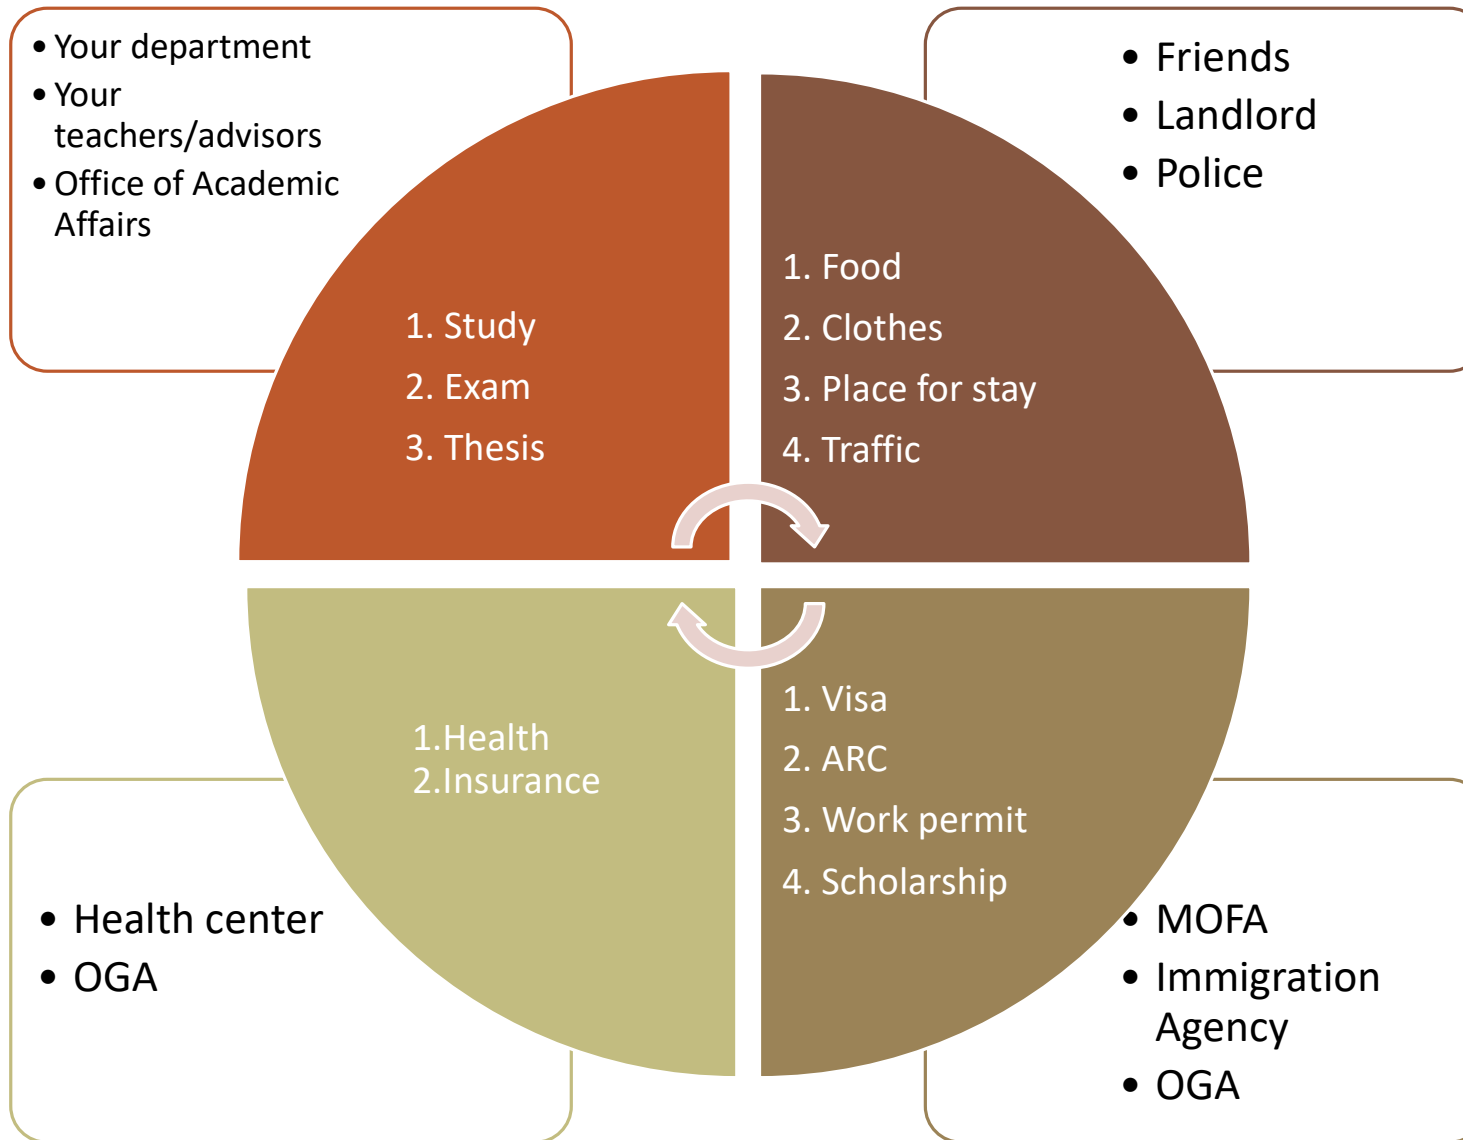 • Your department
• Your
teachers/advisors
• Office of Academic
Affairs
1. Study
2. Exam
3. Thesis
• Friends
• Landlord
• Police
1. Food
2. Clothes
3. Place for stay
4. Traffic
1.Health
2.Insurance
• Health center
• OGA
1. Visa
2. ARC
3. Work permit
4. Scholarship
• MOFA
• Immigration
Agency
• OGA